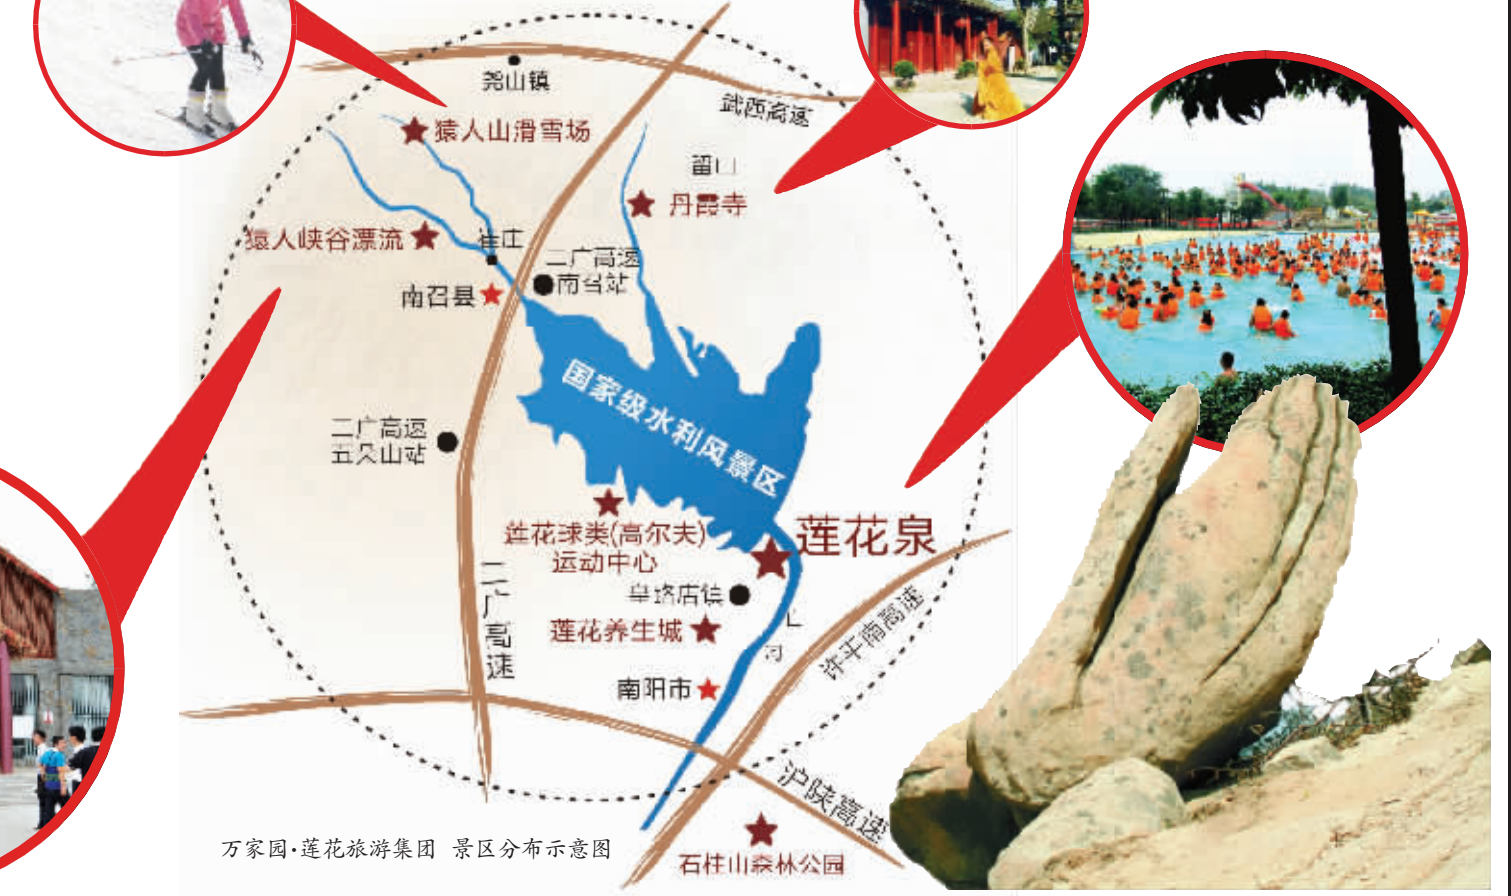 尧山镇
武西高速
猿人山滑雪场
留山
丹霞寺
猿人峡谷漂流
崔庄
二广高速
南召站
南召县
国家级水利风景区
二广高速
五朵山站
莲花泉
莲花球类(高尔夫)
运动中心
皇路店镇
二广高速
莲花养生城
河
许平南高速
南阳市
沪陕高速
石柱山森林公园
万家园·莲花旅游集团 景区分布示意图